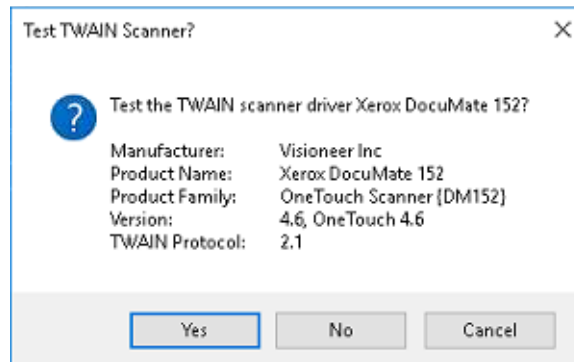 Test TWAIN Scanner?
Test the TWAIN scanner driver Xerox DocuMate 152?
Manufacturer: Visioneer Inc
Product Name: Xerox DocuMate 152
Product Family: OneTouch Scanner {DM152}
Version: 4.6, OneTouch 4.6
TWAIN Protocol: 2.1
Yes No Cancel